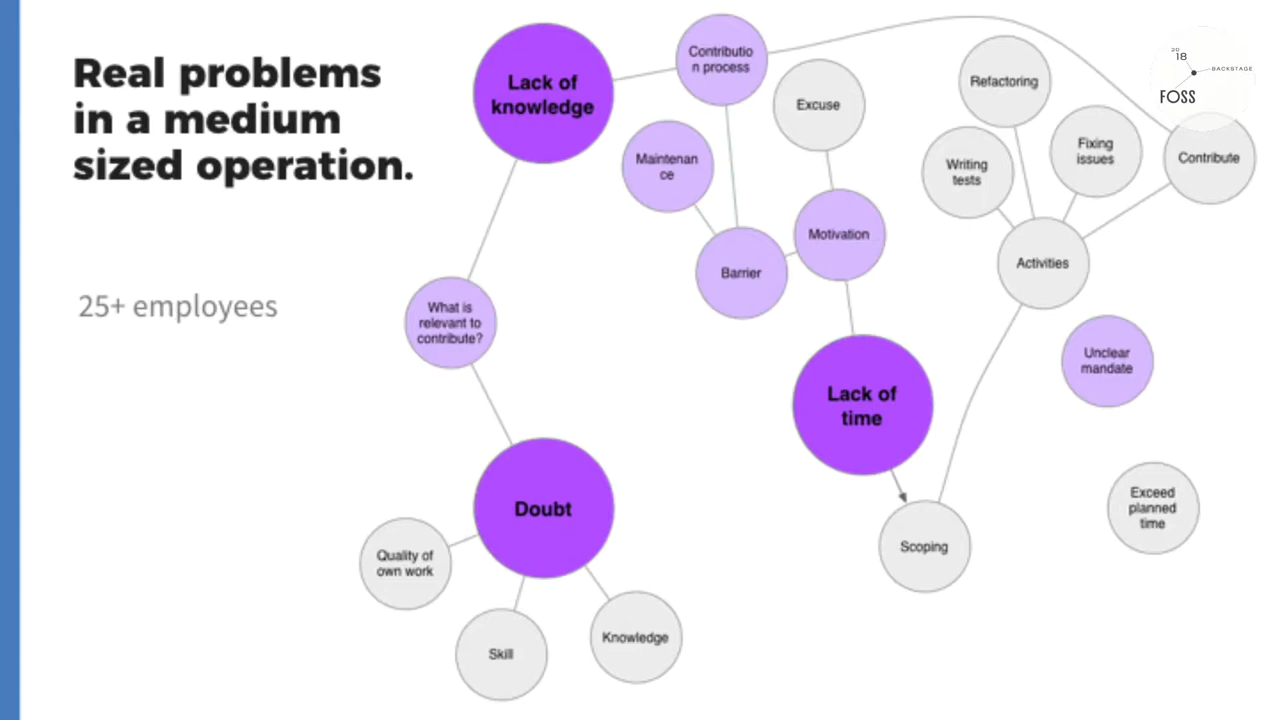 Real problems
in a medium
sized operation.
25+ employees
Lack of
knowledge
Contributio
n process
Excuse
Maintenan
ce
Motivation
Barrier
Refactoring
Writing
tests
Fixing
issues
Contribute
Activities
20
18
BACKSTAGE
FOSS
What is
relevant to
contribute?
Unclear
mandate
Lack of
time
Doubt
Exceed
planned
time
Scoping
Quality of
own work
Skill
Knowledge